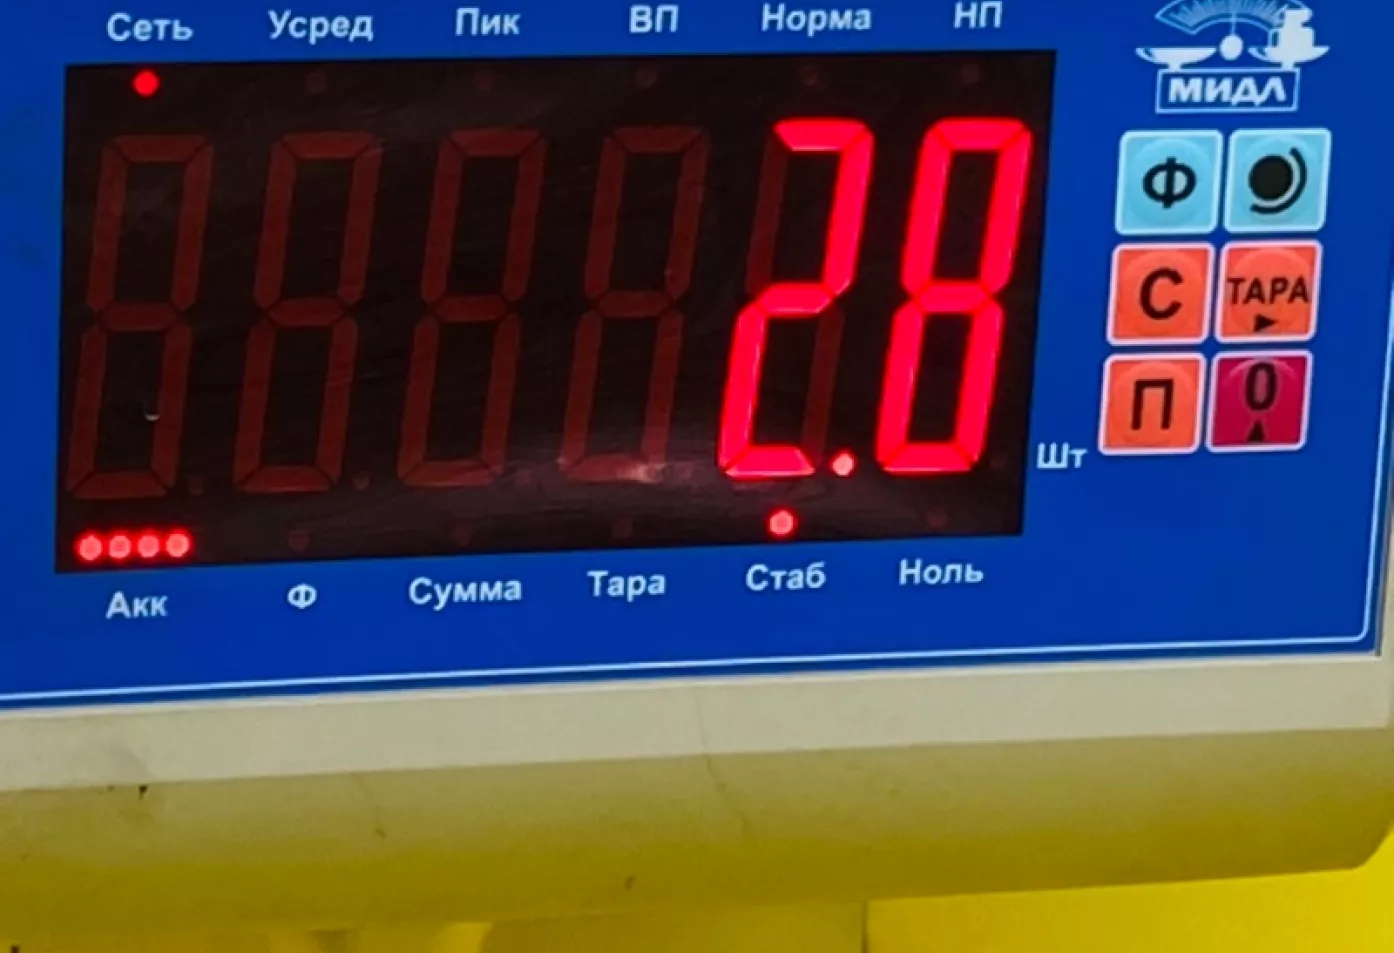 Сеть Усред Пик ВП Норма НП
МИДЛ
2.8
Ф
С ТАРА
П 0
Шт
Акк Ф Сумма Тара Стаб Ноль